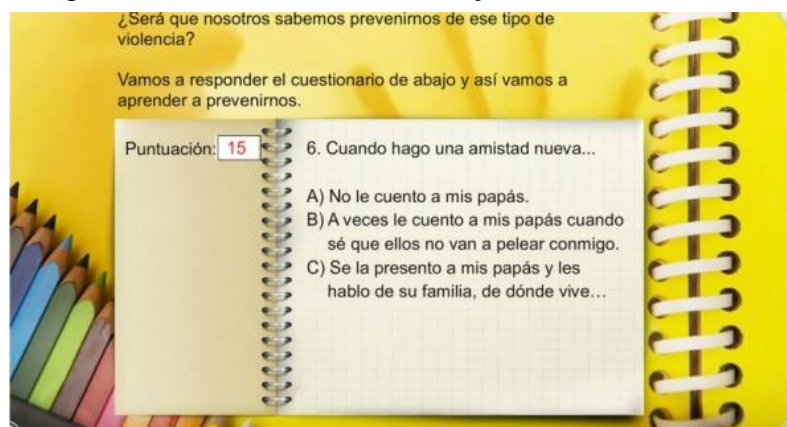 ¿Será que nosotros sabemos prevenirnos de ese tipo de
violencia?
Vamos a responder el cuestionario de abajo y así vamos a
aprender a prevenirnos.
Puntuación: 15
6. Cuando hago una amistad nueva...
A) No le cuento a mis papás.
B) A veces le cuento a mis papás cuando
sé que ellos no van a pelear conmigo.
C) Se la presento a mis papás y les
hablo de su familia, de dónde vive…